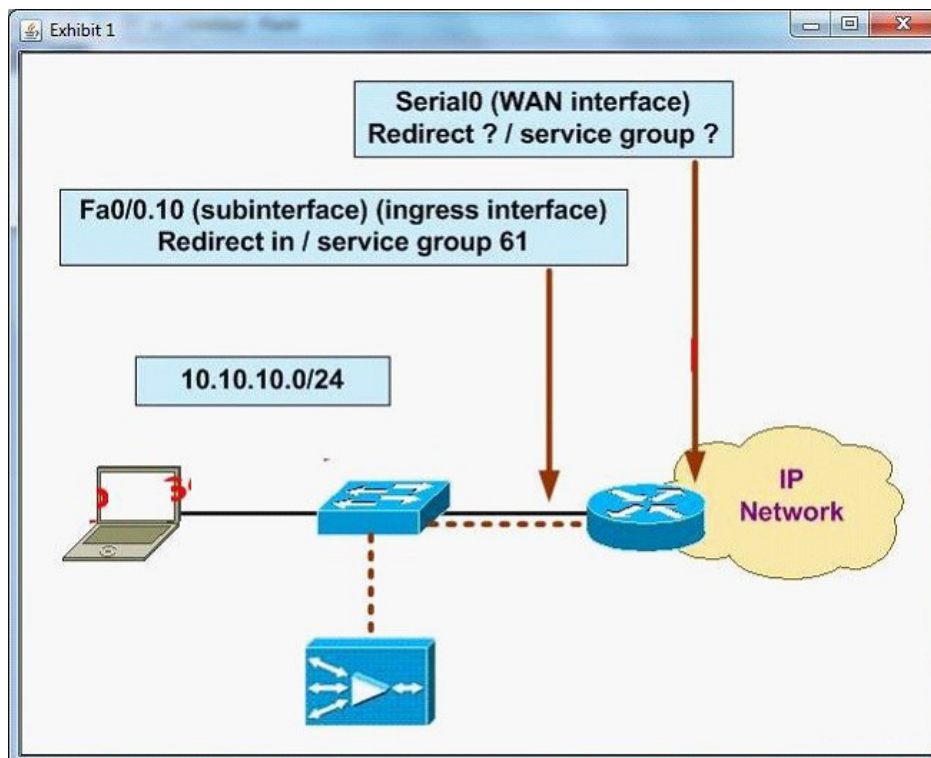 Exhibit 1
Serial0 (WAN interface)
Redirect ? / service group ?
Fa0/0.10 (subinterface) (ingress interface)
Redirect in / service group 61
10.10.10.0/24
IP
Network